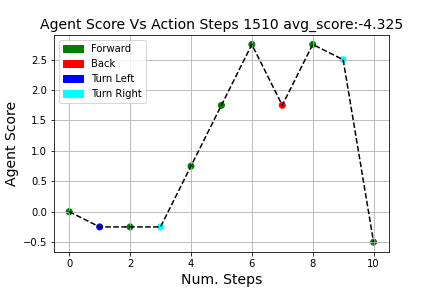 Agent Score Vs Action Steps 1510 avg_score:-4.325
Forward
Back
Turn Left
Turn Right
2.5
2.0
1.5
1.0
0.5
0.0
−0.5
Agent Score
0 2 4 6 8 10
Num. Steps